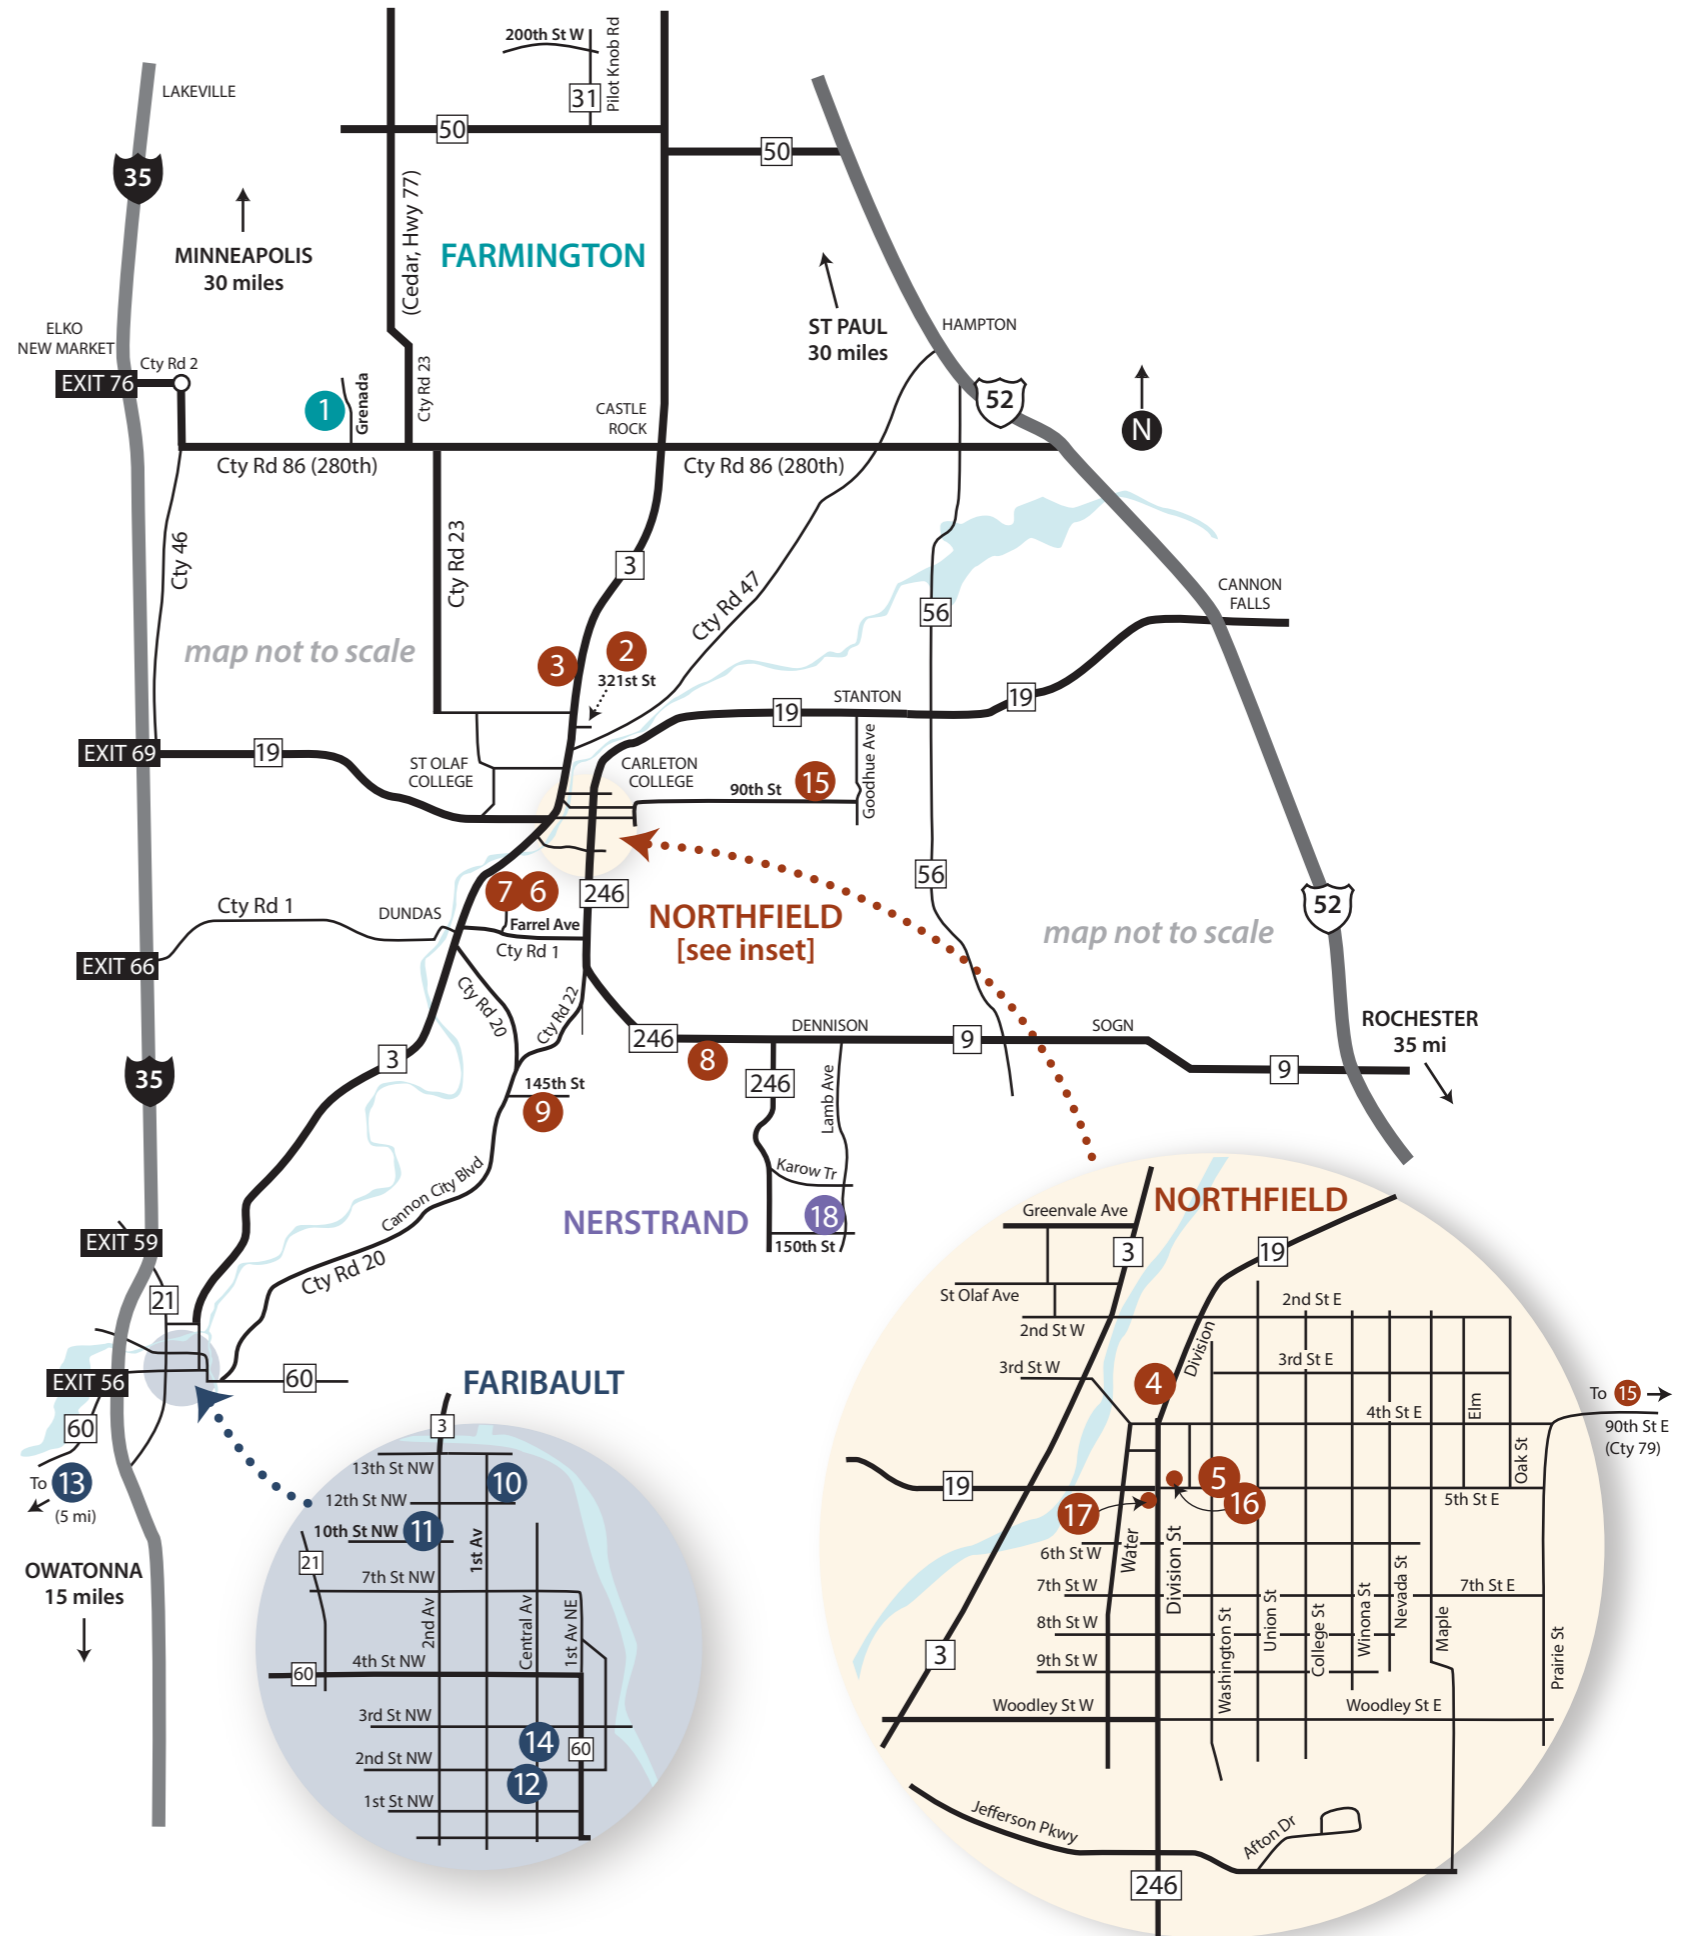 200th St W
Pilot Knob Rd
31
LAKEVILLE
50
50
35
(Cedar, Hwy 77)
MINNEAPOLIS
30 miles
FARMINGTON
ST PAUL
30 miles
HAMPTON
ELKO
NEW MARKET
Cty Rd 2
EXIT 76
1
Grenada
Cty Rd 23
CASTLE
ROCK
52
N
Cty Rd 86 (280th)
Cty Rd 86 (280th)
Cty 46
Cty Rd 23
3
Cty Rd 47
56
CANNON
FALLS
map not to scale
3
2
321st St
STANTON
19
19
EXIT 69
19
ST OLAF
COLLEGE
CARLETON
COLLEGE
90th St
15
Goodhue Ave
56
7
6
246
Cty Rd 1
DUNDAS
Farrel Ave
Cty Rd 1
NORTHFIELD
[see inset]
52
map not to scale
EXIT 66
Cty Rd 20
Cty Rd 22
246
DENNISON
9
SOGN
ROCHESTER
35 mi
3
8
9
35
145th St
9
246
Lamb Ave
Cannon City Blvd
Karow Tr
NERSTRAND
18
150th St
EXIT 59
Cty Rd 20
21
EXIT 56
60
60
To 13
(5 mi)
OWATONNA
15 miles
FARIBAULT
3
13th St NW
10
12th St NW
10th St NW
11
1st Av
21
7th St NW
2nd Av
Central Av
1st Av NE
4th St NW
60
3rd St NW
14
60
2nd St NW
12
1st St NW
NORTHFIELD
Greenvale Ave
3
19
St Olaf Ave
2nd St E
2nd St W
Division
3rd St W
3rd St E
4
Elm
4th St E
To 15
90th St E
(Cty 79)
Oak St
19
5
16
5th St E
17
Water
Division St
6th St W
7th St W
7th St E
Washington St
Union St
College St
Winona St
Nevada St
Maple
Prairie St
8th St W
3
9th St W
Woodley St W
Woodley St E
Jefferson Pkwy
Afton Dr
246